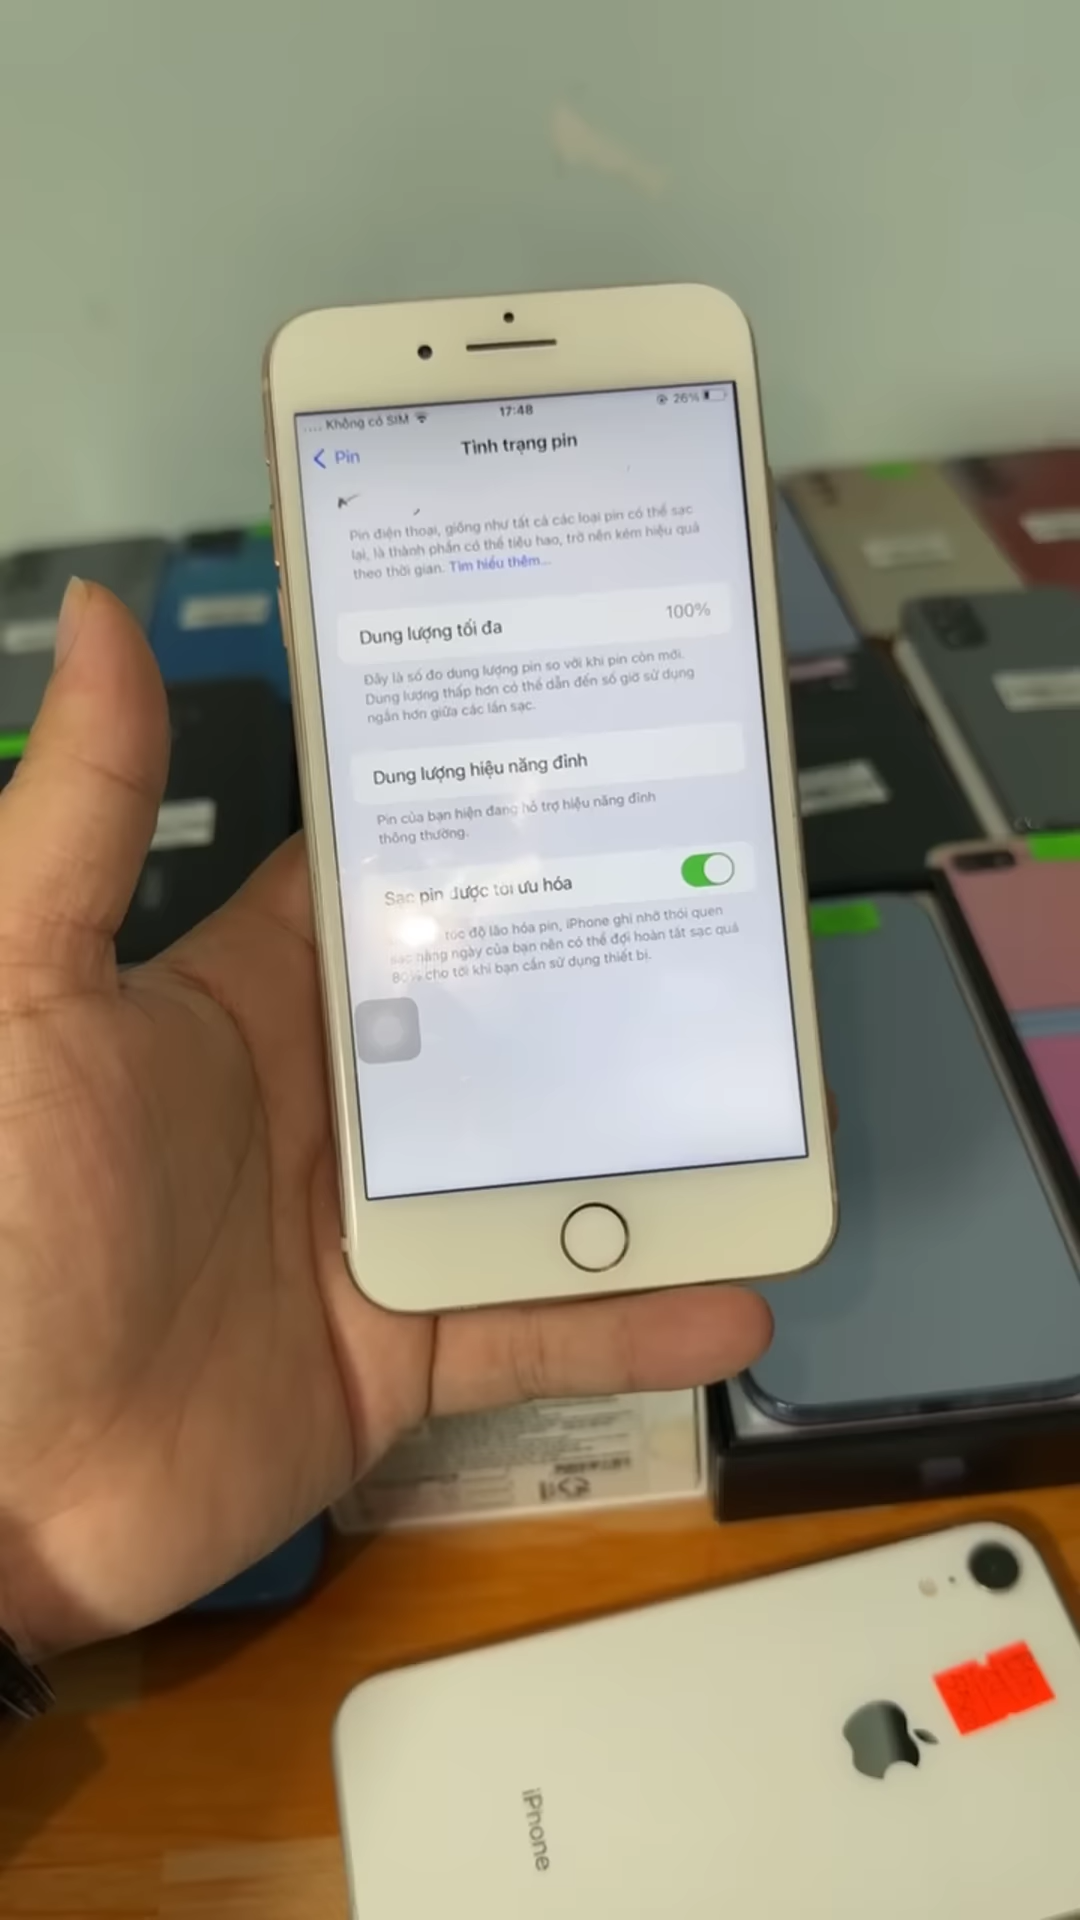 Không có SIM
17:48
26%
Pin
Tình trạng pin
Pin điện thoại, giống như tất cả các loại pin có thể sạc
lại, là thành phần có thể tiêu hao, trở nên kém hiệu quả
theo thời gian. Tìm hiểu thêm...
Dung lượng tối đa
100%
Đây là số đo dung lượng pin so với khi pin còn mới.
Dung lượng thấp hơn có thể dẫn đến số giờ sử dụng
ngắn hơn giữa các lần sạc.
Dung lượng hiệu năng đỉnh
Pin của bạn hiện đang hỗ trợ hiệu năng đỉnh
thông thường.
Sạc pin được tối ưu hóa
tốc độ lão hóa pin, iPhone ghi nhớ thói quen
sạc hằng ngày của bạn nên có thể đợi hoàn tất sạc quá
80% cho tới khi bạn cần sử dụng thiết bị.
iPhone